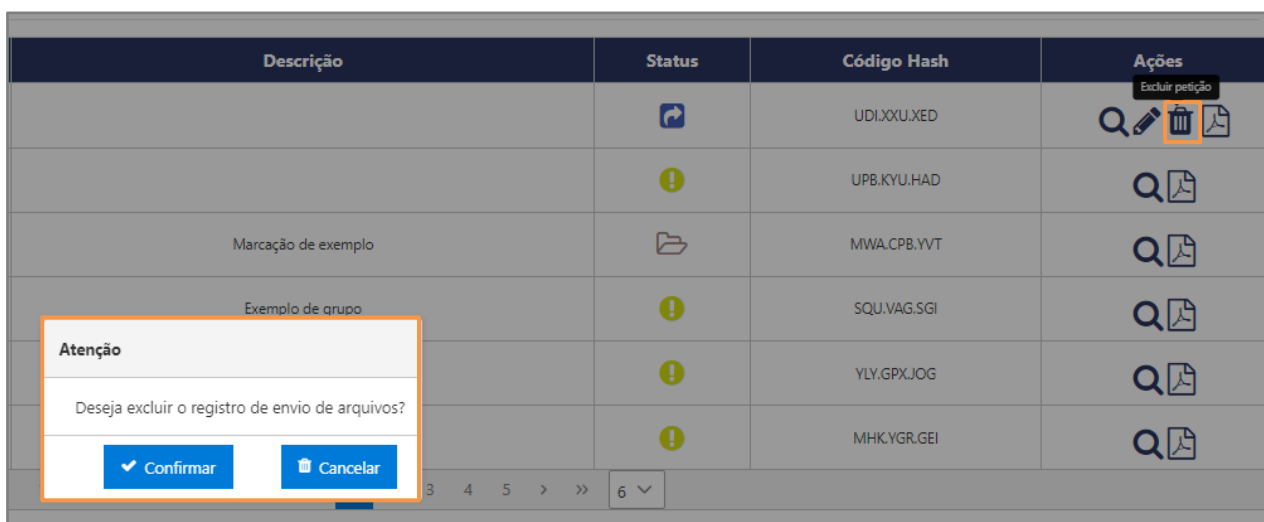 Descrição Status Código Hash Ações
Excluir petição
UDI.XXU.XED
UPB.KYU.HAD
Marcação de exemplo MWA.CPB.YVT
Exemplo de grupo SQU.VAG.SGI
Atenção
YLY.GPX.JOG
Deseja excluir o registro de envio de arquivos?
MHK.YGR.GEI
Confirmar Cancelar
3 4 5 > >> 6